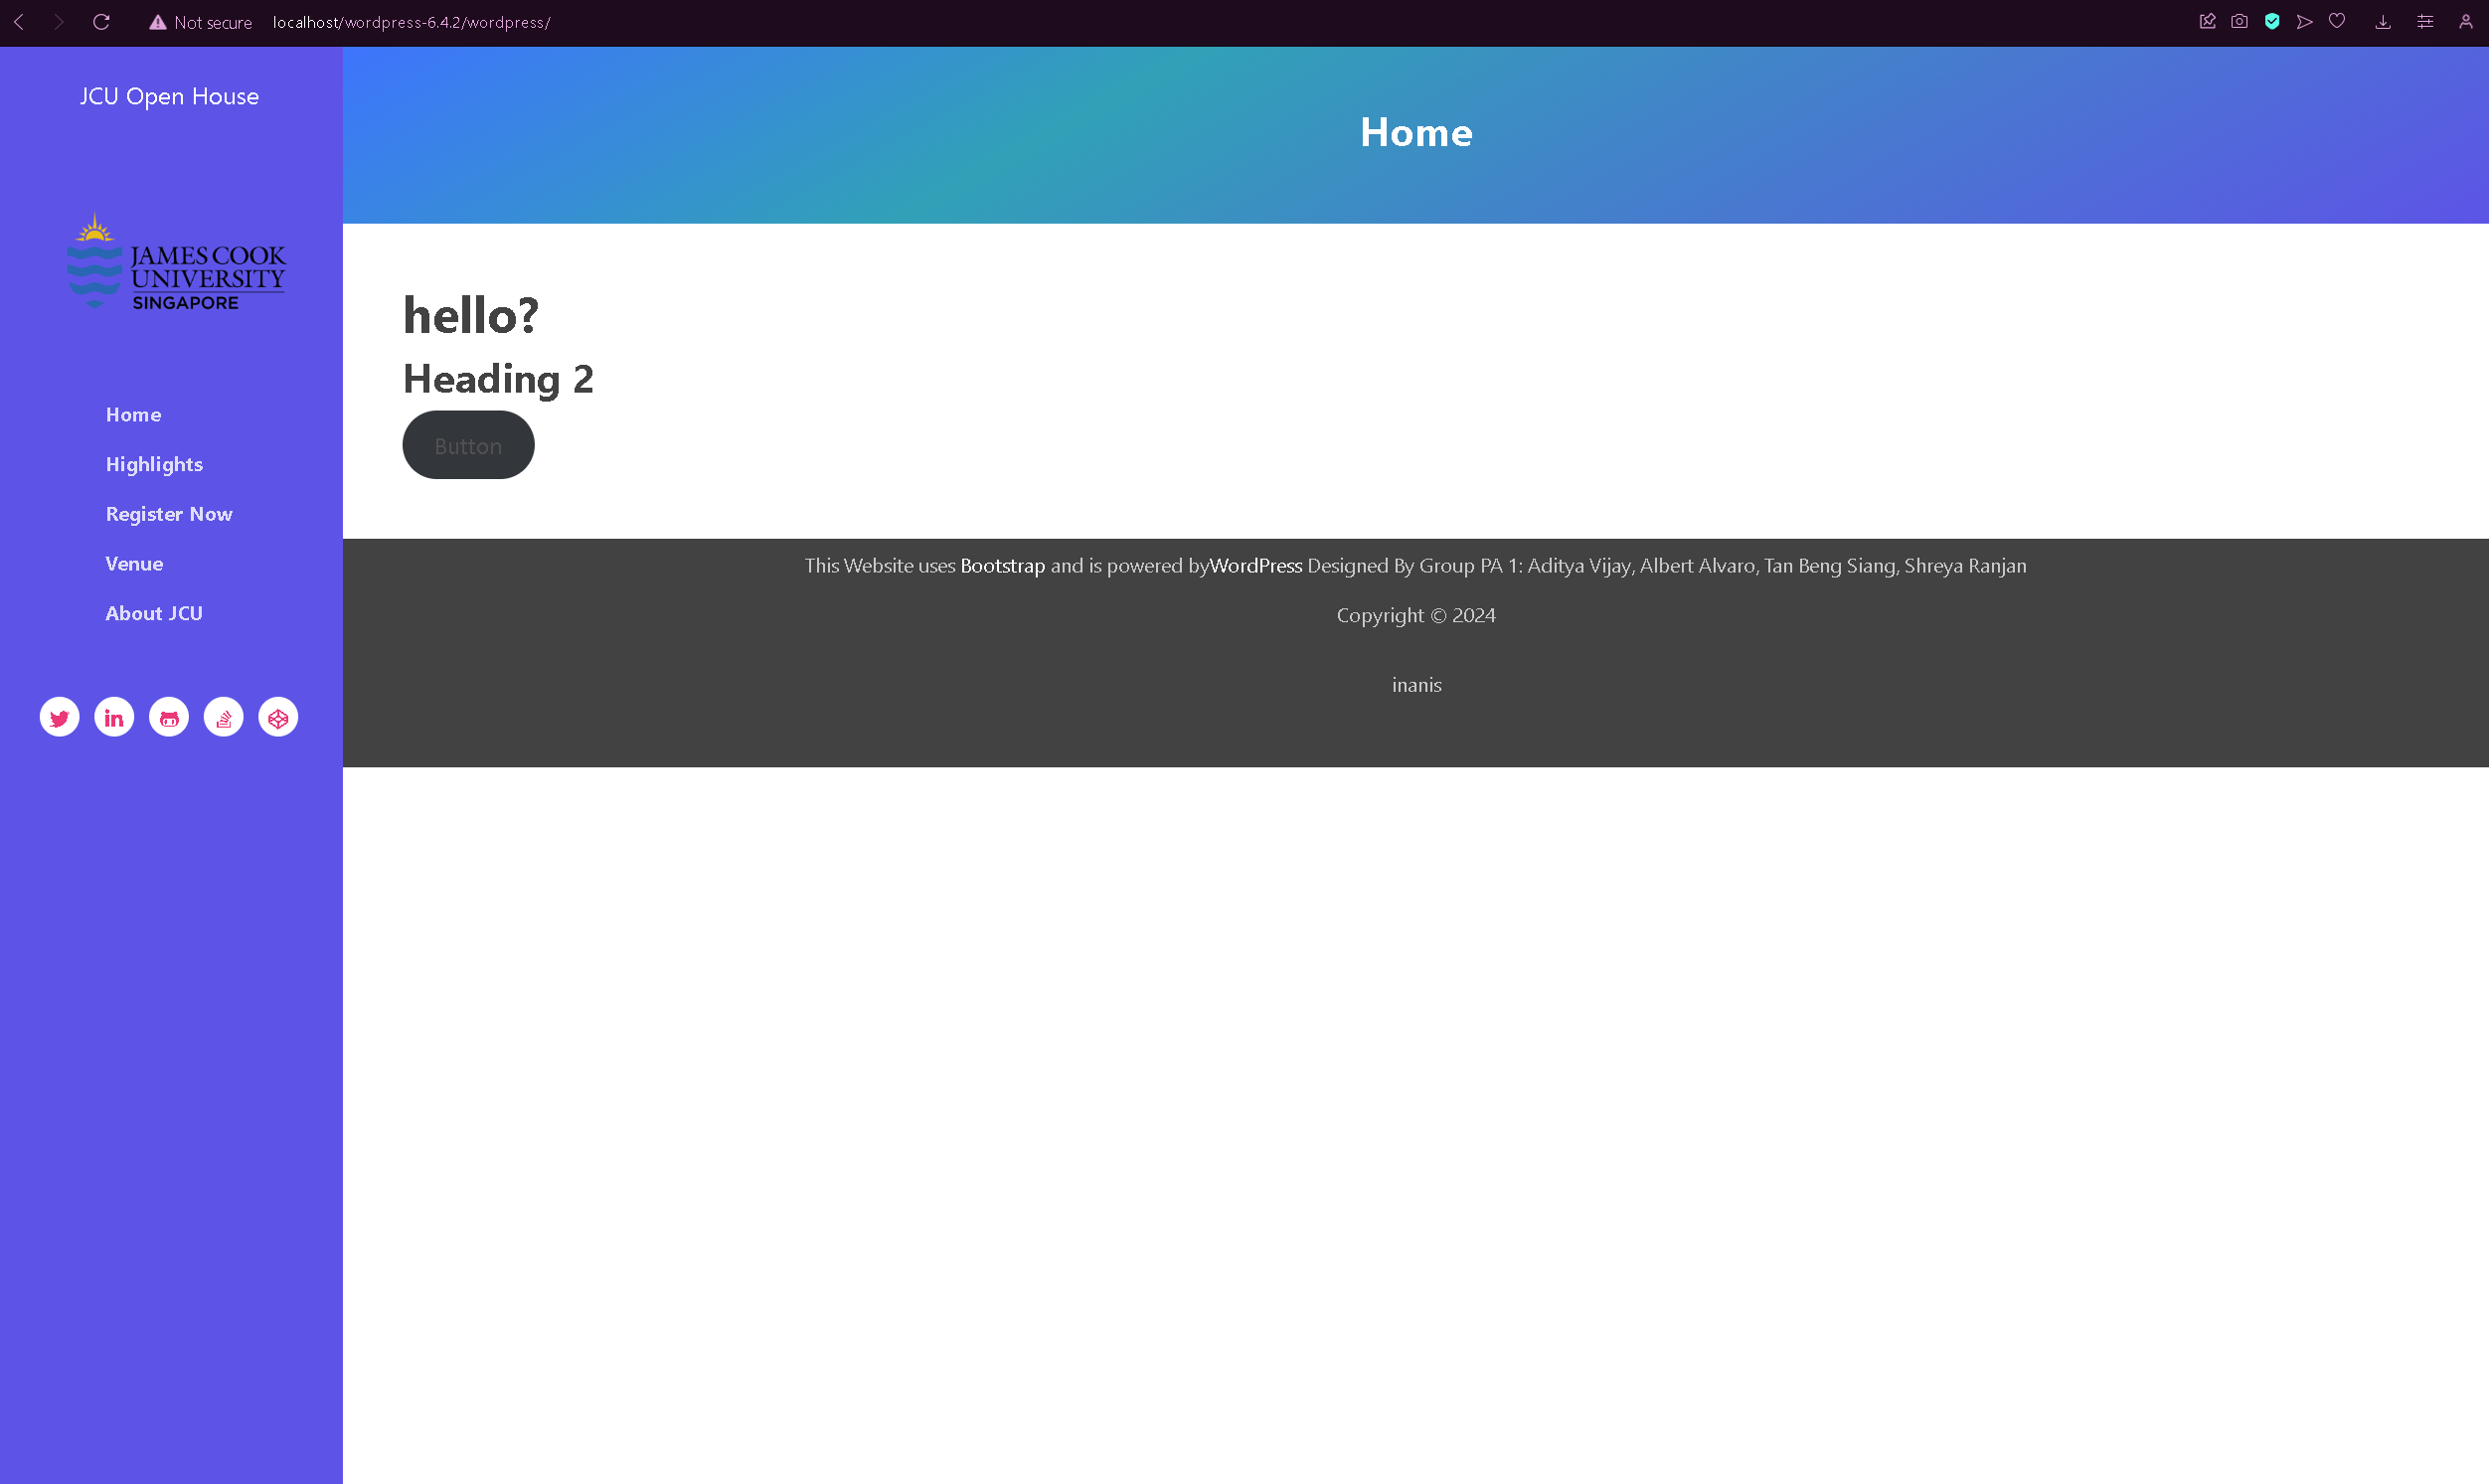 Not secure localhost/wordpress-6.4.2/wordpress/
JCU Open House
JAMES COOK
UNIVERSITY
SINGAPORE
Home
Highlights
Register Now
Venue
About JCU
Home
hello?
Heading 2
Button
This Website uses Bootstrap and is powered byWordPress Designed By Group PA 1: Aditya Vijay, Albert Alvaro, Tan Beng Siang, Shreya Ranjan
Copyright © 2024
inanis